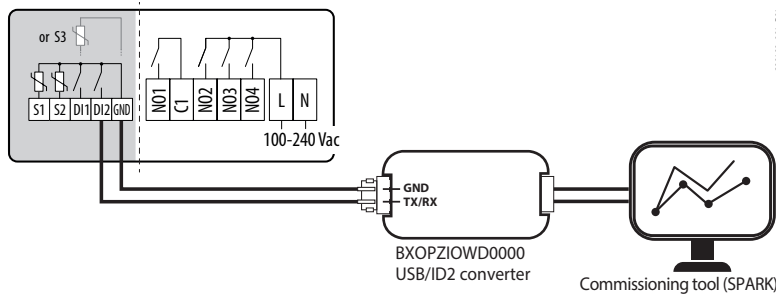 or S3
S1 S2 DI1 DI2 GND
NO1 C1 NO2 NO3 NO4 L N
100-240 Vac
GND
TX/RX
BXOPZIOWD0000
USB/ID2 converter
Commissioning tool (SPARK)